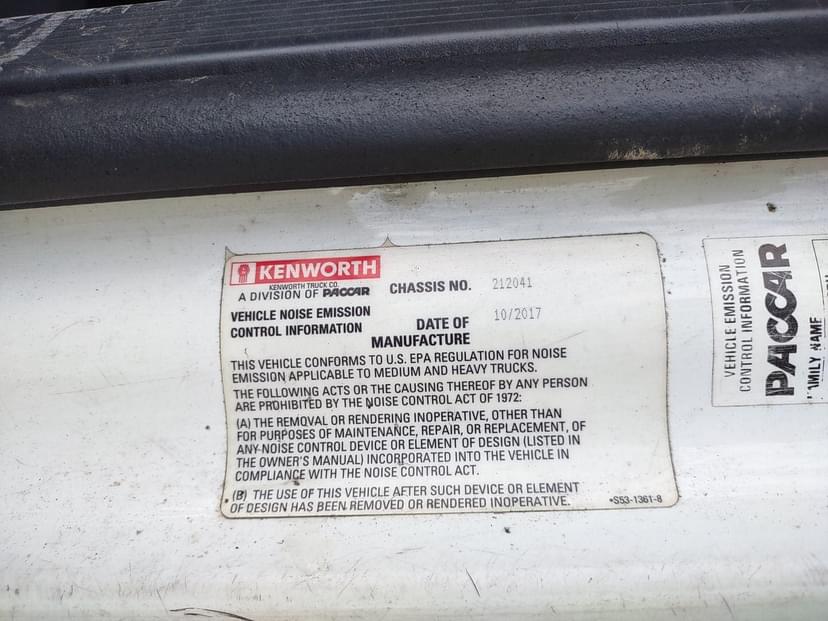 KENWORTH
KENWORTH TRUCK CO.
A DIVISION OF PACCAR
CHASSIS NO. 212041
VEHICLE NOISE EMISSION
CONTROL INFORMATION
DATE OF
MANUFACTURE
10/2017
THIS VEHICLE CONFORMS TO U.S. EPA REGULATION FOR NOISE
EMISSION APPLICABLE TO MEDIUM AND HEAVY TRUCKS.
THE FOLLOWING ACTS OR THE CAUSING THEREOF BY ANY PERSON
ARE PROHIBITED BY THE NOISE CONTROL ACT OF 1972:
(A) THE REMOVAL OR RENDERING INOPERATIVE, OTHER THAN
FOR PURPOSES OF MAINTENANCE, REPAIR, OR REPLACEMENT, OF
ANY NOISE CONTROL DEVICE OR ELEMENT OF DESIGN (LISTED IN
THE OWNER'S MANUAL) INCORPORATED INTO THE VEHICLE IN
COMPLIANCE WITH THE NOISE CONTROL ACT.
(B) THE USE OF THIS VEHICLE AFTER SUCH DEVICE OR ELEMENT
OF DESIGN HAS BEEN REMOVED OR RENDERED INOPERATIVE.
*S53-1361-8
VEHICLE EMISSION
CONTROL INFORMATION
PACCAR
NAME